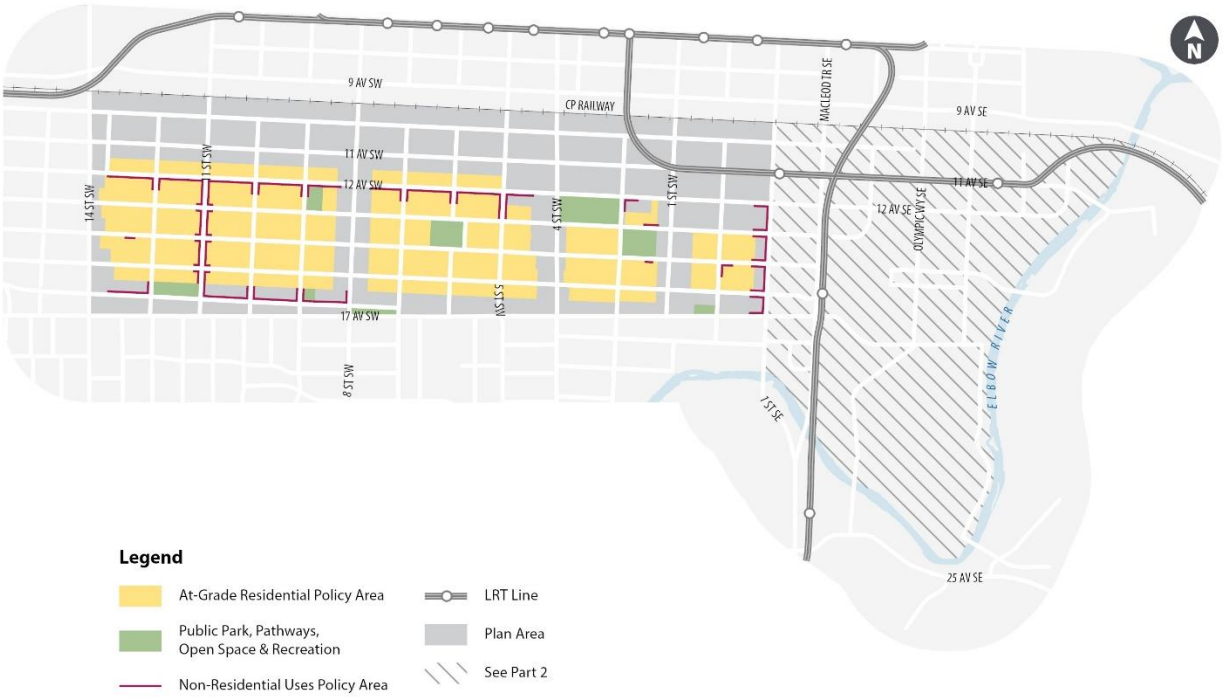 N
9 AV SW
CP RAILWAY
MACLEOD TR SE
9 AV SE
11 AV SW
1 ST SW
12 AV SW
14 ST SW
4 ST SW
1 ST SW
11 AV SE
12 AV SE
OLYMPIC WY SE
5 ST SW
17 AV SW
8 ST SW
ELBOW RIVER
1 ST SE
25 AV SE
Legend
At-Grade Residential Policy Area
Public Park, Pathways,
Open Space & Recreation
Non-Residential Uses Policy Area
LRT Line
Plan Area
See Part 2